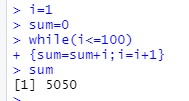 > i=1
> sum=0
> while(i<=100)
+ {sum=sum+i;i=i+1}
> sum
[1] 5050
>